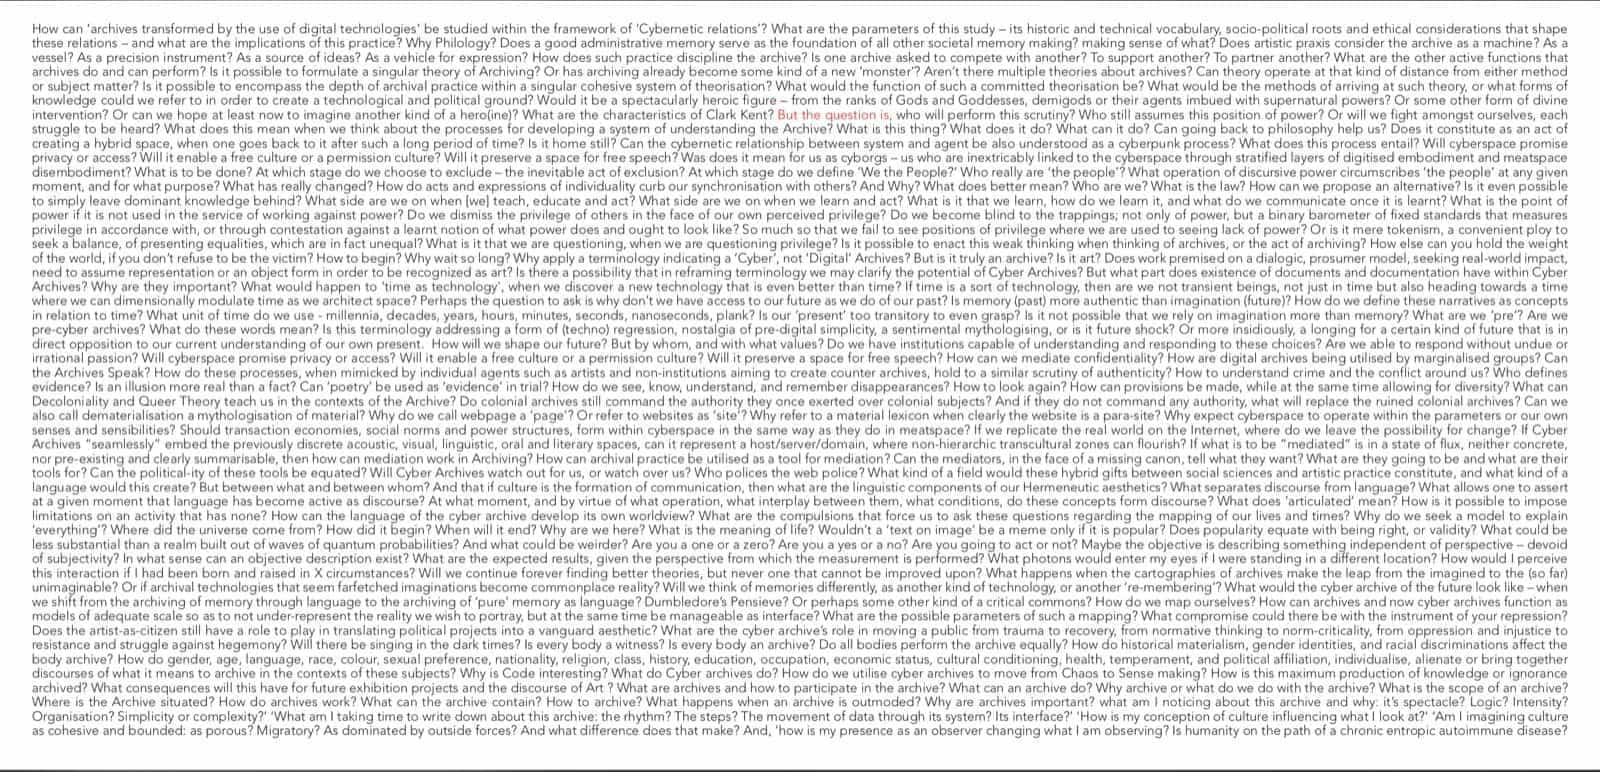 How can 'archives transformed by the use of digital technologies' be studied within the framework of 'Cybernetic relations'? What are the parameters of this study – its historic and technical vocabulary, socio-political roots and ethical considerations that shape
these relations – and what are the implications of this practice? Why Philology? Does a good administrative memory serve as the foundation of all other societal memory making? making sense of what? Does artistic praxis consider the archive as a machine? As a
vessel? As a precision instrument? As a source of ideas? As a vehicle for expression? How does such practice discipline the archive? Is one archive asked to compete with another? To support another? To partner another? What are the other active functions that
archives do and can perform? Is it possible to formulate a singular theory of Archiving? Or has archiving already become some kind of a new 'monster'? Aren't there multiple theories about archives? Can theory operate at that kind of distance from either method
or subject matter? Is it possible to encompass the depth of archival practice within a singular cohesive system of theorisation? What would the function of such a committed theorisation be? What would be the methods of arriving at such theory, or what forms of
knowledge could we refer to in order to create a technological and political ground? Would it be a spectacularly heroic figure – from the ranks of Gods and Goddesses, demigods or their agents imbued with supernatural powers? Or some other form of divine
intervention? Or can we hope at least now to imagine another kind of a hero(ine)? What are the characteristics of Clark Kent? But the question is, who will perform this scrutiny? Who still assumes this position of power? Or will we fight amongst ourselves, each
struggle to be heard? What does this mean when we think about the processes for developing a system of understanding the Archive? What is this thing? What does it do? What can it do? Can going back to philosophy help us? Does it constitute as an act of
creating a hybrid space, when one goes back to it after such a long period of time? Is it home still? Can the cybernetic relationship between system and agent be also understood as a cyberpunk process? What does this process entail? Will cyberspace promise
privacy or access? Will it enable a free culture or a permission culture? Will it preserve a space for free speech? Was does it mean for us as cyborgs – us who are inextricably linked to the cyberspace through stratified layers of digitised embodiment and meatspace
disembodiment? What is to be done? At which stage do we choose to exclude – the inevitable act of exclusion? At which stage do we define 'We the People?' Who really are 'the people'? What operation of discursive power circumscribes 'the people' at any given
moment, and for what purpose? What has really changed? How do acts and expressions of individuality curb our synchronisation with others? And Why? What does better mean? Who are we? What is the law? How can we propose an alternative? Is it even possible
to simply leave dominant knowledge behind? What side are we on when [we] teach, educate and act? What side are we on when we learn and act? What is it that we learn, how do we learn it, and what do we communicate once it is learnt? What is the point of
power if it is not used in the service of working against power? Do we dismiss the privilege of others in the face of our own perceived privilege? Do we become blind to the trappings; not only of power, but a binary barometer of fixed standards that measures
privilege in accordance with, or through contestation against a learnt notion of what power does and ought to look like? So much so that we fail to see positions of privilege where we are used to seeing lack of power? Or is it mere tokenism, a convenient ploy to
seek a balance, of presenting equalities, which are in fact unequal? What is it that we are questioning, when we are questioning privilege? Is it possible to enact this weak thinking when thinking of archives, or the act of archiving? How else can you hold the weight
of the world, if you don't refuse to be the victim? How to begin? Why wait so long? Why apply a terminology indicating a 'Cyber', not 'Digital' Archives? But is it truly an archive? Is it art? Does work premised on a dialogic, prosumer model, seeking real-world impact,
need to assume representation or an object form in order to be recognized as art? Is there a possibility that in reframing terminology we may clarify the potential of Cyber Archives? But what part does existence of documents and documentation have within Cyber
Archives? Why are they important? What would happen to 'time as technology', when we discover a new technology that is even better than time? If time is a sort of technology, then are we not transient beings, not just in time but also heading towards a time
where we can dimensionally modulate time as we architect space? Perhaps the question to ask is why don't we have access to our future as we do of our past? Is memory (past) more authentic than imagination (future)? How do we define these narratives as concepts
in relation to time? What unit of time do we use - millennia, decades, years, hours, minutes, seconds, nanoseconds, plank? Is our 'present' too transitory to even grasp? Is it not possible that we rely on imagination more than memory? What are we 'pre'? Are we
pre-cyber archives? What do these words mean? Is this terminology addressing a form of (techno) regression, nostalgia of pre-digital simplicity, a sentimental mythologising, or is it future shock? Or more insidiously, a longing for a certain kind of future that is in
direct opposition to our current understanding of our own present. How will we shape our future? But by whom, and with what values? Do we have institutions capable of understanding and responding to these choices? Are we able to respond without undue or
irrational passion? Will cyberspace promise privacy or access? Will it enable a free culture or a permission culture? Will it preserve a space for free speech? How can we mediate confidentiality? How are digital archives being utilised by marginalised groups? Can
the Archives Speak? How do these processes, when mimicked by individual agents such as artists and non-institutions aiming to create counter archives, hold to a similar scrutiny of authenticity? How to understand crime and the conflict around us? Who defines
evidence? Is an illusion more real than a fact? Can 'poetry' be used as 'evidence' in trial? How do we see, know, understand, and remember disappearances? How to look again? How can provisions be made, while at the same time allowing for diversity? What can
Decoloniality and Queer Theory teach us in the contexts of the Archive? Do colonial archives still command the authority they once exerted over colonial subjects? And if they do not command any authority, what will replace the ruined colonial archives? Can we
also call dematerialisation a mythologisation of material? Why do we call webpage a 'page'? Or refer to websites as 'site'? Why refer to a material lexicon when clearly the website is a para-site? Why expect cyberspace to operate within the parameters or our own
senses and sensibilities? Should transaction economies, social norms and power structures, form within cyberspace in the same way as they do in meatspace? If we replicate the real world on the Internet, where do we leave the possibility for change? If Cyber
Archives "seamlessly" embed the previously discrete acoustic, visual, linguistic, oral and literary spaces, can it represent a host/server/domain, where non-hierarchic transcultural zones can flourish? If what is to be "mediated" is in a state of flux, neither concrete,
nor pre-existing and clearly summarisable, then how can mediation work in Archiving? How can archival practice be utilised as a tool for mediation? Can the mediators, in the face of a missing canon, tell what they want? What are they going to be and what are their
tools for? Can the political-ity of these tools be equated? Will Cyber Archives watch out for us, or watch over us? Who polices the web police? What kind of a field would these hybrid gifts between social sciences and artistic practice constitute, and what kind of a
language would this create? But between what and between whom? And that if culture is the formation of communication, then what are the linguistic components of our Hermeneutic aesthetics? What separates discourse from language? What allows one to assert
at a given moment that language has become active as discourse? At what moment, and by virtue of what operation, what interplay between them, what conditions, do these concepts form discourse? What does 'articulated' mean? How is it possible to impose
limitations on an activity that has none? How can the language of the cyber archive develop its own worldview? What are the compulsions that force us to ask these questions regarding the mapping of our lives and times? Why do we seek a model to explain
'everything'? Where did the universe come from? How did it begin? When will it end? Why are we here? What is the meaning of life? Wouldn't a 'text on image' be a meme only if it is popular? Does popularity equate with being right, or validity? What could be
less substantial than a realm built out of waves of quantum probabilities? And what could be weirder? Are you a one or a zero? Are you a yes or a no? Are you going to act or not? Maybe the objective is describing something independent of perspective – devoid
of subjectivity? In what sense can an objective description exist? What are the expected results, given the perspective from which the measurement is performed? What photons would enter my eyes if I were standing in a different location? How would I perceive
this interaction if I had been born and raised in X circumstances? Will we continue forever finding better theories, but never one that cannot be improved upon? What happens when the cartographies of archives make the leap from the imagined to the (so far)
unimaginable? Or if archival technologies that seem farfetched imaginations become commonplace reality? Will we think of memories differently, as another kind of technology, or another 're-membering'? What would the cyber archive of the future look like – when
we shift from the archiving of memory through language to the archiving of 'pure' memory as language? Dumbledore's Pensieve? Or perhaps some other kind of a critical commons? How do we map ourselves? How can archives and now cyber archives function as
models of adequate scale so as to not under-represent the reality we wish to portray, but at the same time be manageable as interface? What are the possible parameters of such a mapping? What compromise could there be with the instrument of your repression?
Does the artist-as-citizen still have a role to play in translating political projects into a vanguard aesthetic? What are the cyber archive's role in moving a public from trauma to recovery, from normative thinking to norm-criticality, from oppression and injustice to
resistance and struggle against hegemony? Will there be singing in the dark times? Is every body a witness? Is every body an archive? Do all bodies perform the archive equally? How do historical materialism, gender identities, and racial discriminations affect the
body archive? How do gender, age, language, race, colour, sexual preference, nationality, religion, class, history, education, occupation, economic status, cultural conditioning, health, temperament, and political affiliation, individualise, alienate or bring together
discourses of what it means to archive in the contexts of these subjects? Why is Code interesting? What do Cyber archives do? How do we utilise cyber archives to move from Chaos to Sense making? How is this maximum production of knowledge or ignorance
archived? What consequences will this have for future exhibition projects and the discourse of Art ? What are archives and how to participate in the archive? What can an archive do? Why archive or what do we do with the archive? What is the scope of an archive?
Where is the Archive situated? How do archives work? What can the archive contain? How to archive? What happens when an archive is outmoded? Why are archives important? what am I noticing about this archive and why: it's spectacle? Logic? Intensity?
Organisation? Simplicity or complexity?' 'What am I taking time to write down about this archive: the rhythm? The steps? The movement of data through its system? Its interface?' 'How is my conception of culture influencing what I look at?' 'Am I imagining culture
as cohesive and bounded: as porous? Migratory? As dominated by outside forces? And what difference does that make? And, 'how is my presence as an observer changing what I am observing? Is humanity on the path of a chronic entropic autoimmune disease?